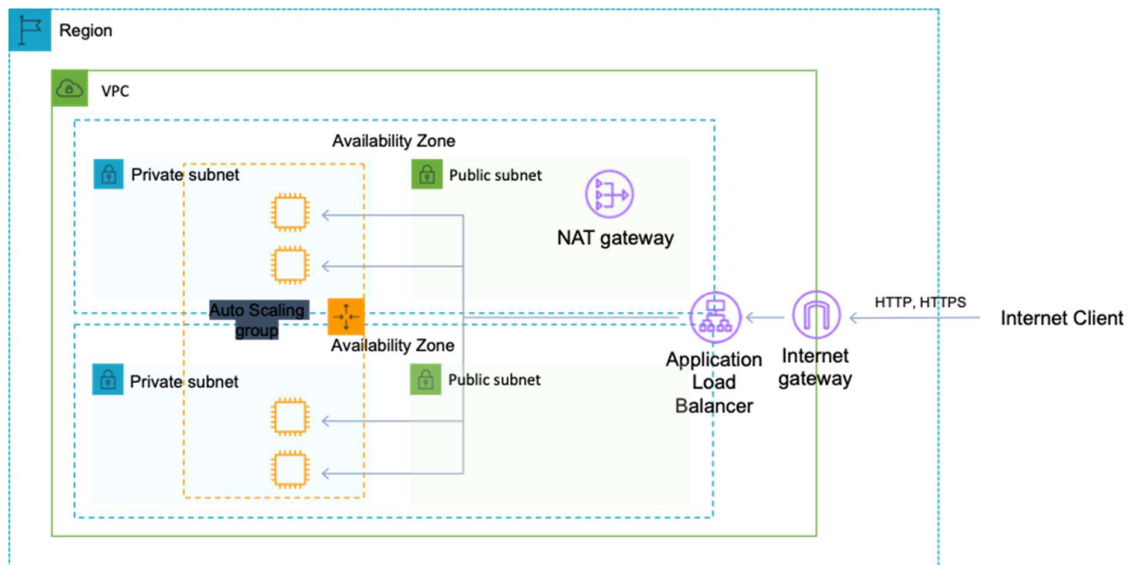 Region
VPC
Availability Zone
Private subnet
Public subnet
NAT gateway
Auto Scaling
group
HTTP, HTTPS
Internet Client
Availability Zone
Application
Load
Balancer
Internet
gateway
Private subnet
Public subnet